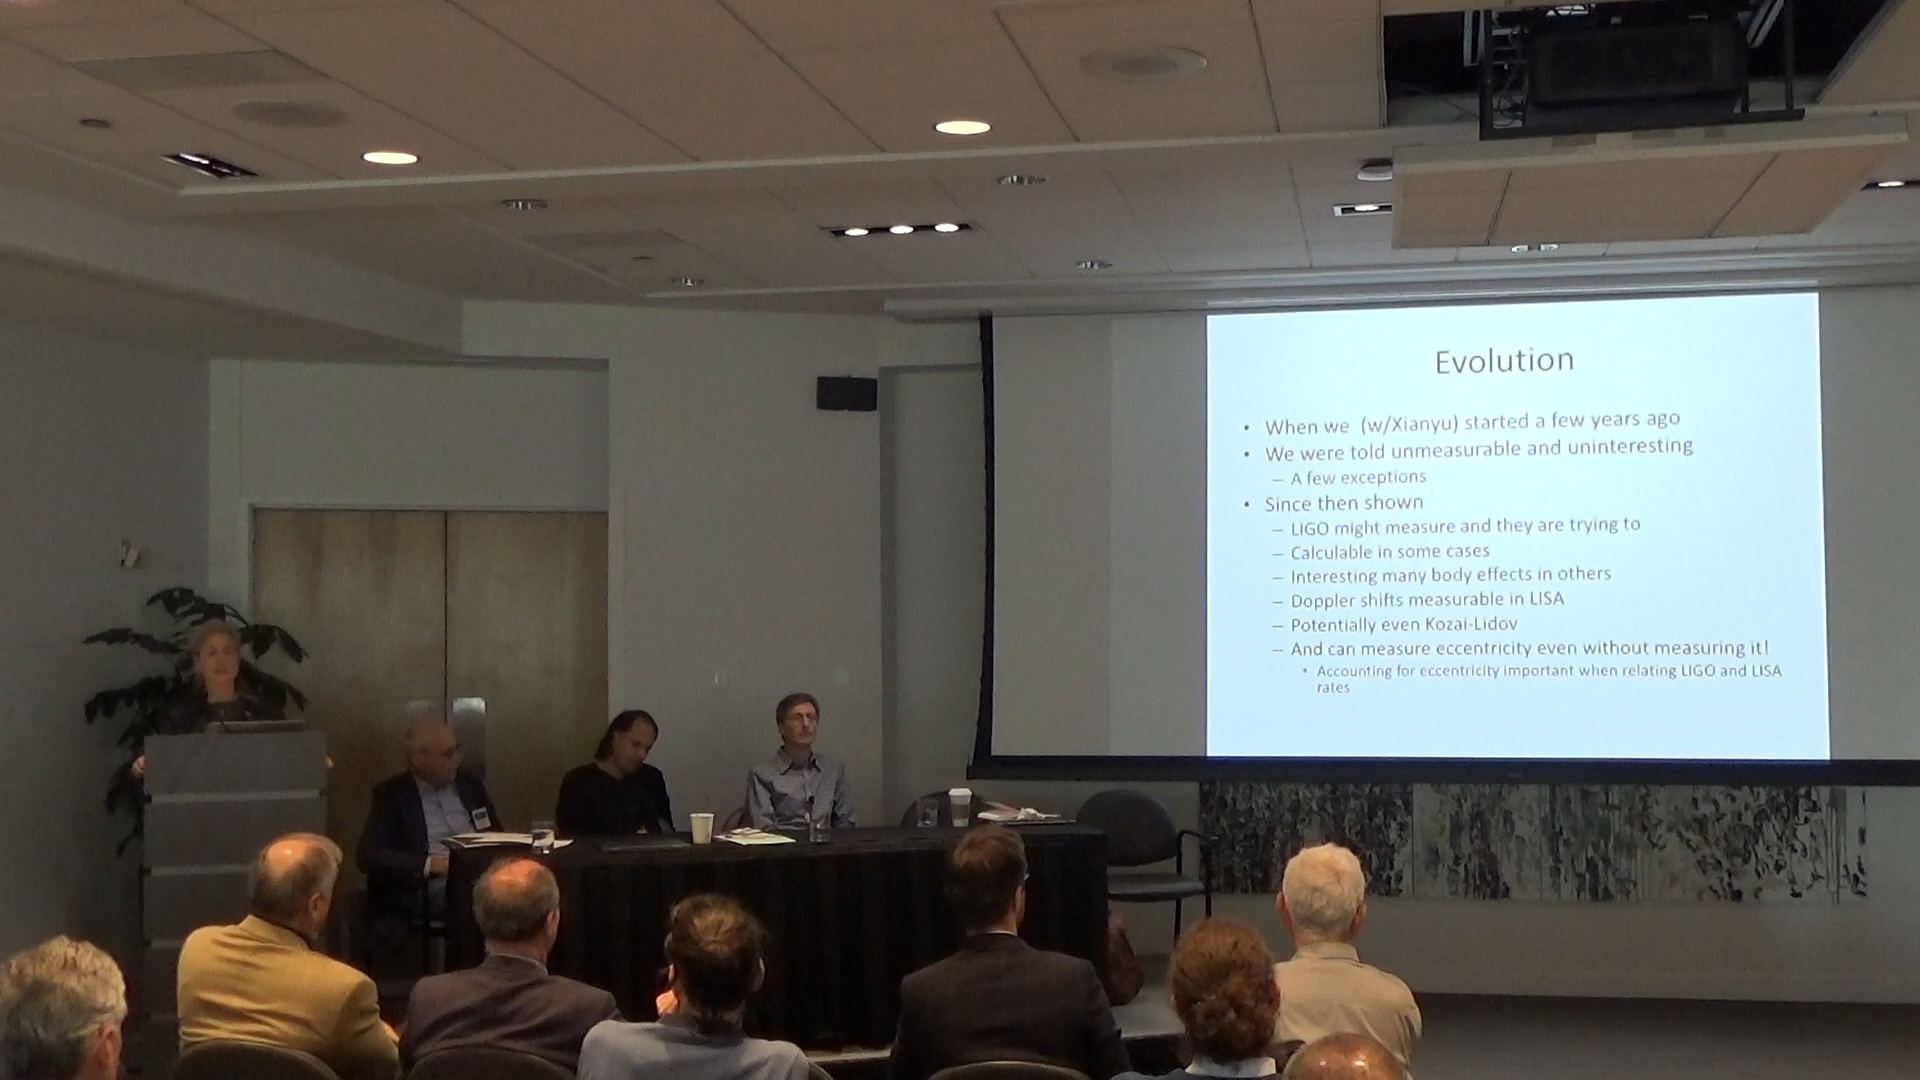 Evolution
• When we (w/Xianyu) started a few years ago
• We were told unmeasurable and uninteresting
– A few exceptions
• Since then shown
– LIGO might measure and they are trying to
– Calculable in some cases
– Interesting many body effects in others
– Doppler shifts measurable in LISA
– Potentially even Kozai-Lidov
– And can measure eccentricity even without measuring it!
• Accounting for eccentricity important when relating LIGO and LISA
rates